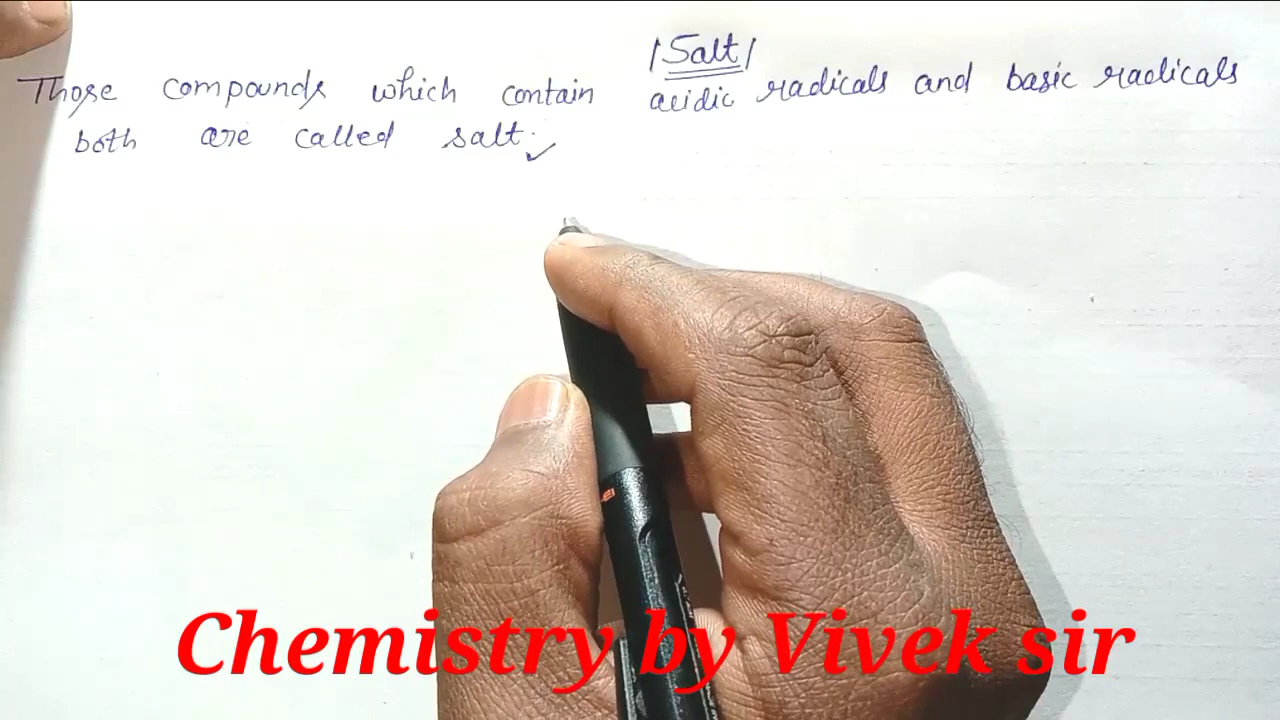 |Salt|
Those compounds which contain acidic radicals and basic radicals
both are called salt.
Chemistry by Vivek sir